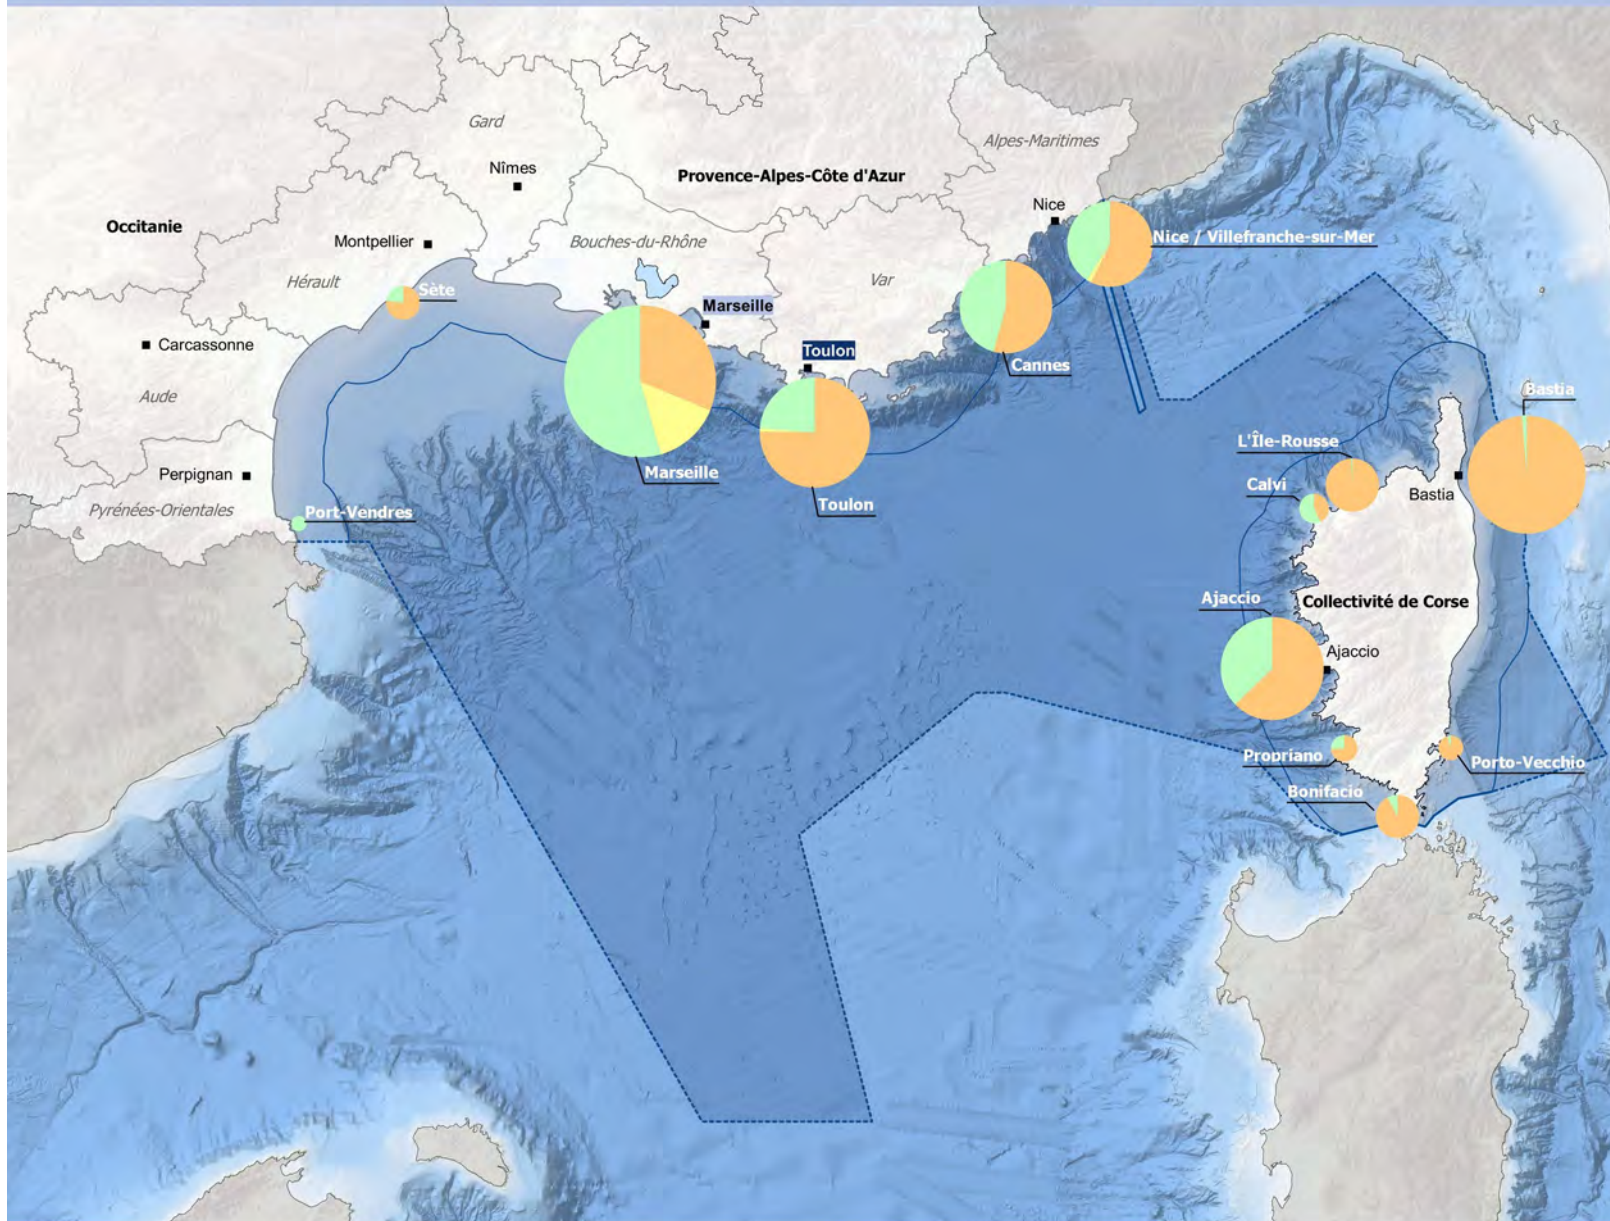 Gard
Alpes-Maritimes
Nîmes
Provence-Alpes-Côte d'Azur
Nice
Occitanie
Montpellier
Bouches-du-Rhône
Nice / Villefranche-sur-Mer
Hérault
Sète
Var
Marseille
Carcassonne
Toulon
Cannes
Aude
Bastia
L'Île-Rousse
Perpignan
Marseille
Calvi
Bastia
Pyrénées-Orientales
Port-Vendres
Toulon
Ajaccio
Collectivité de Corse
Ajaccio
Propriano
Porto-Vecchio
Bonifacio